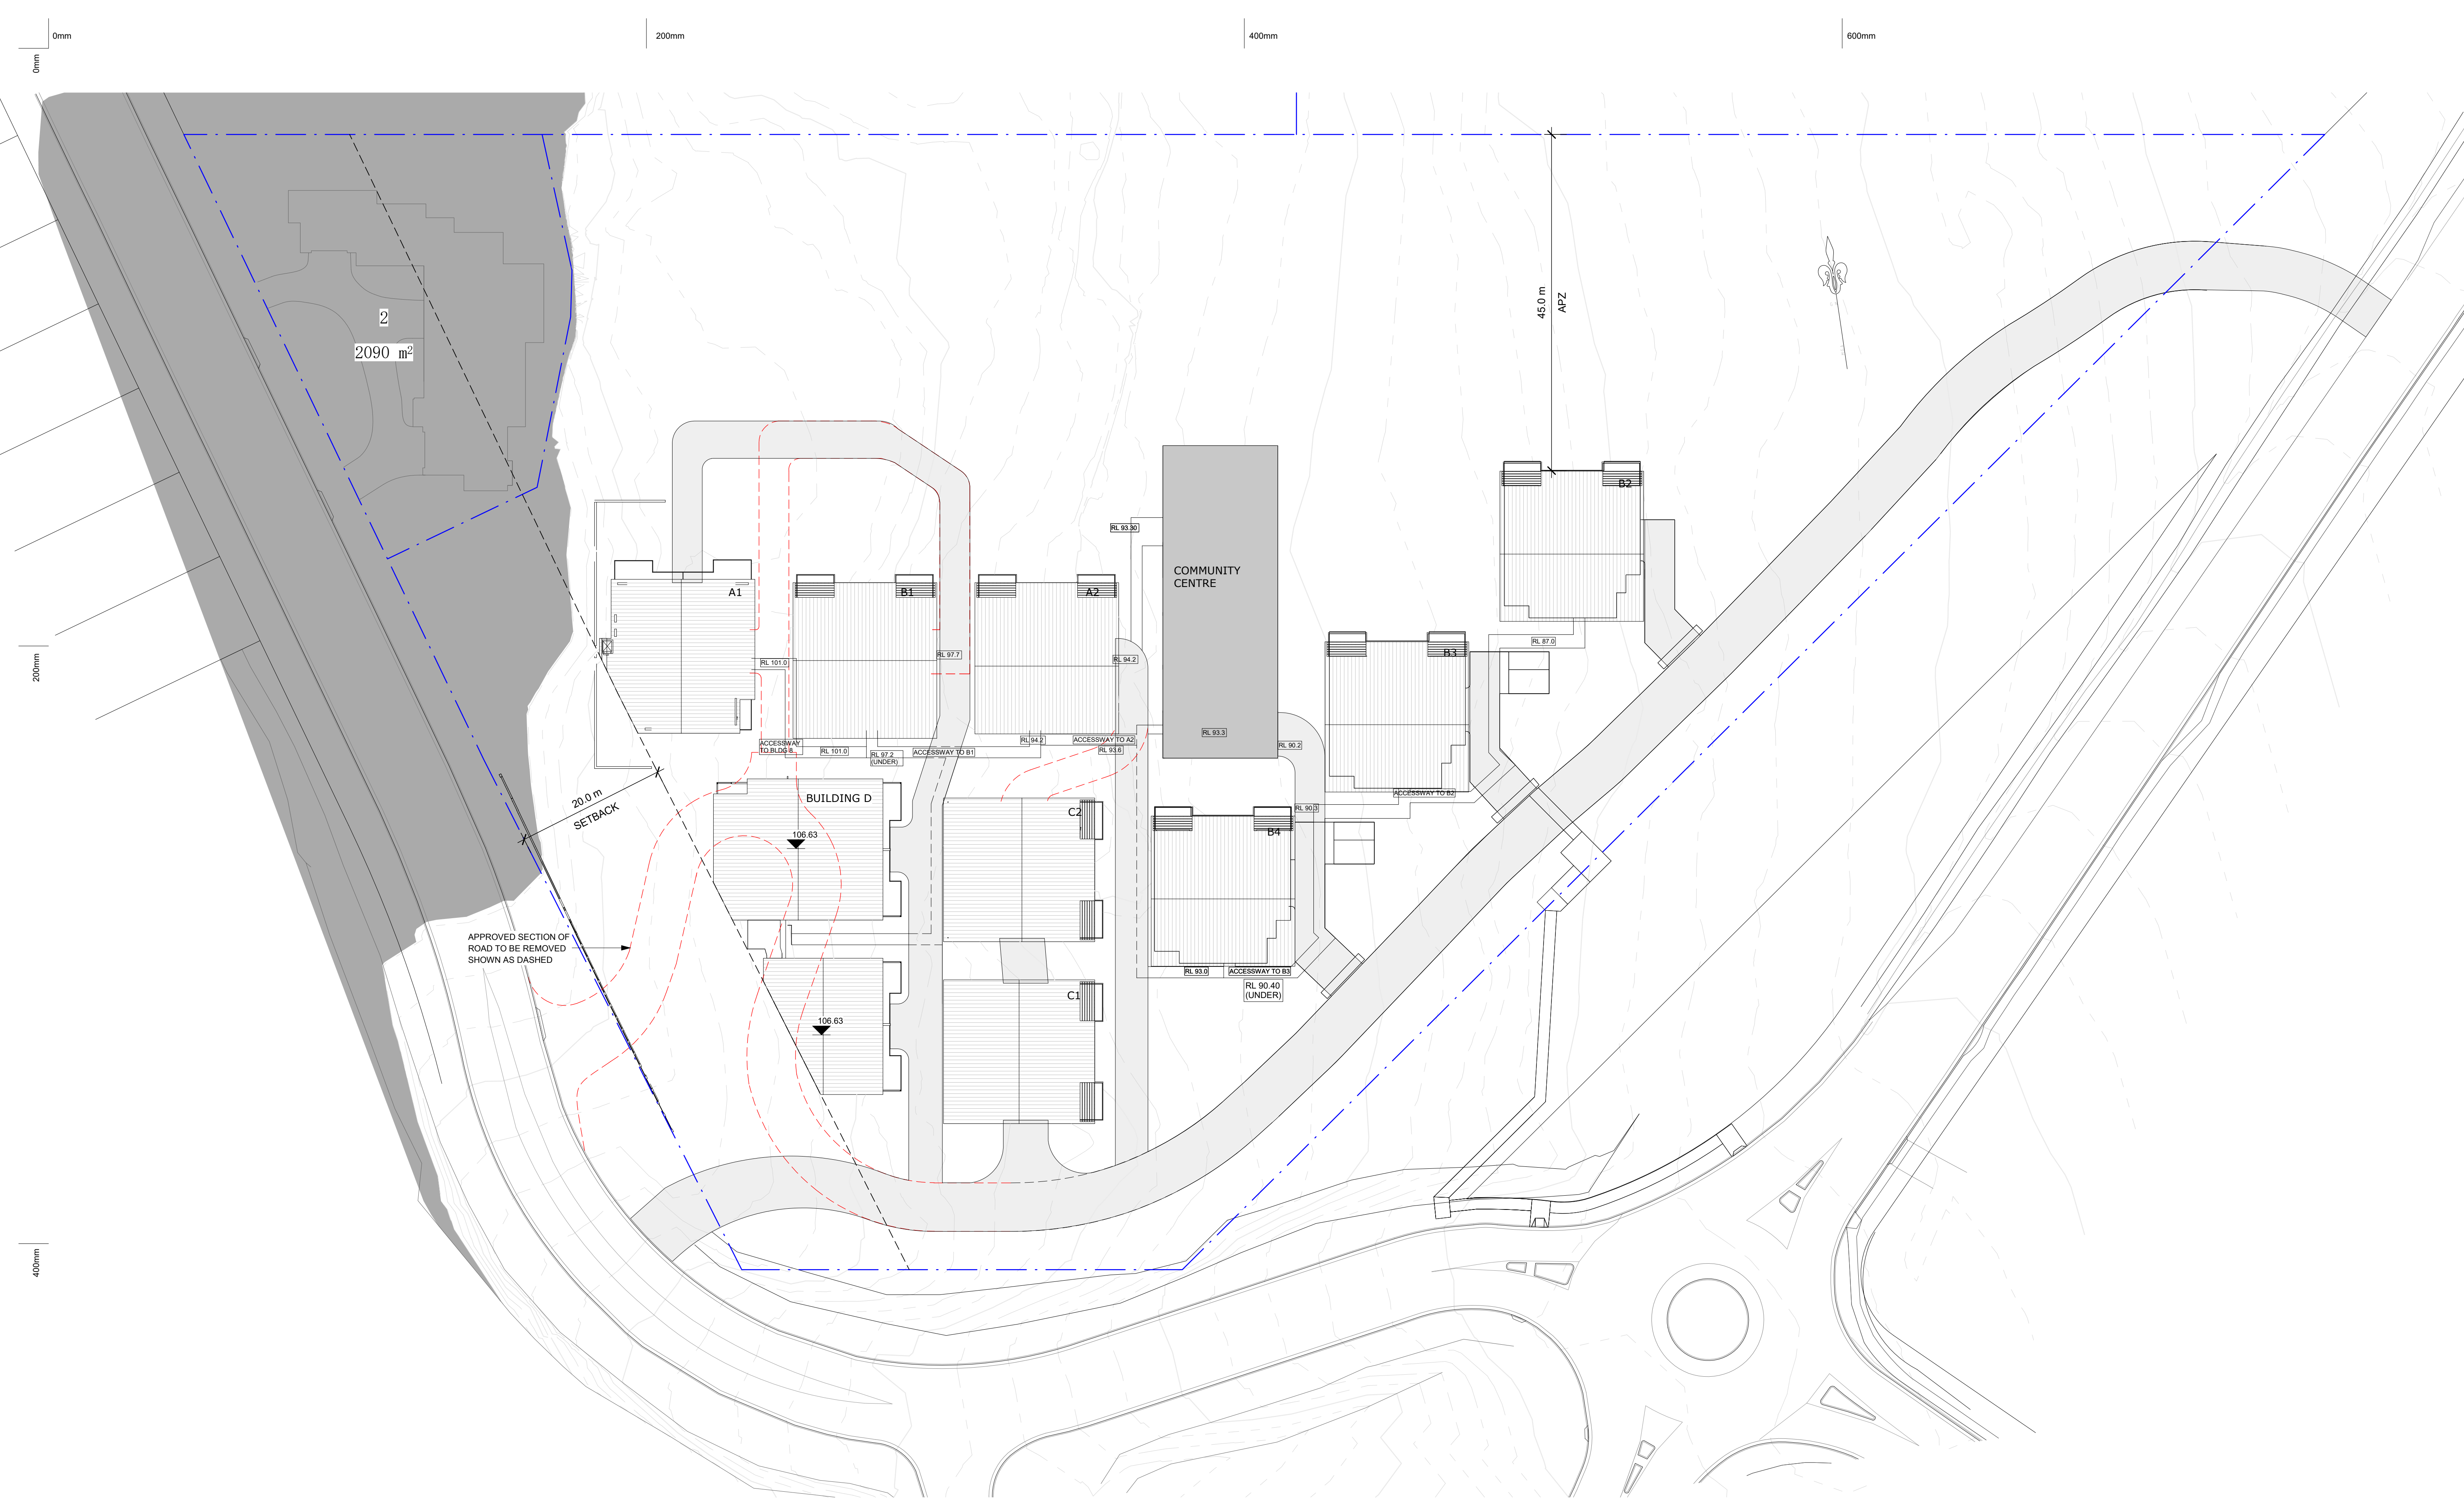 0mm
200mm
400mm
600mm
0mm
200mm
400mm
2
2090 m²
45.0 m
APZ
B2
COMMUNITY
CENTRE
RL 93.30
A1
B1
A2
RL 87.0
B3
RL 101.0
RL 97.7
RL 94.2
RL 93.3
RL 94.2
ACCESSWAY TO A2
RL 93.6
RL 90.2
ACCESSWAY
TO BLDG 8
RL 101.0
RL 97.2
(UNDER)
ACCESSWAY TO B1
20.0 m
SETBACK
BUILDING D
106.63
C2
RL 90.3
ACCESSWAY TO B2
B4
APPROVED SECTION OF
ROAD TO BE REMOVED
SHOWN AS DASHED
RL 93.0
ACCESSWAY TO B3
RL 90.40
(UNDER)
C1
106.63